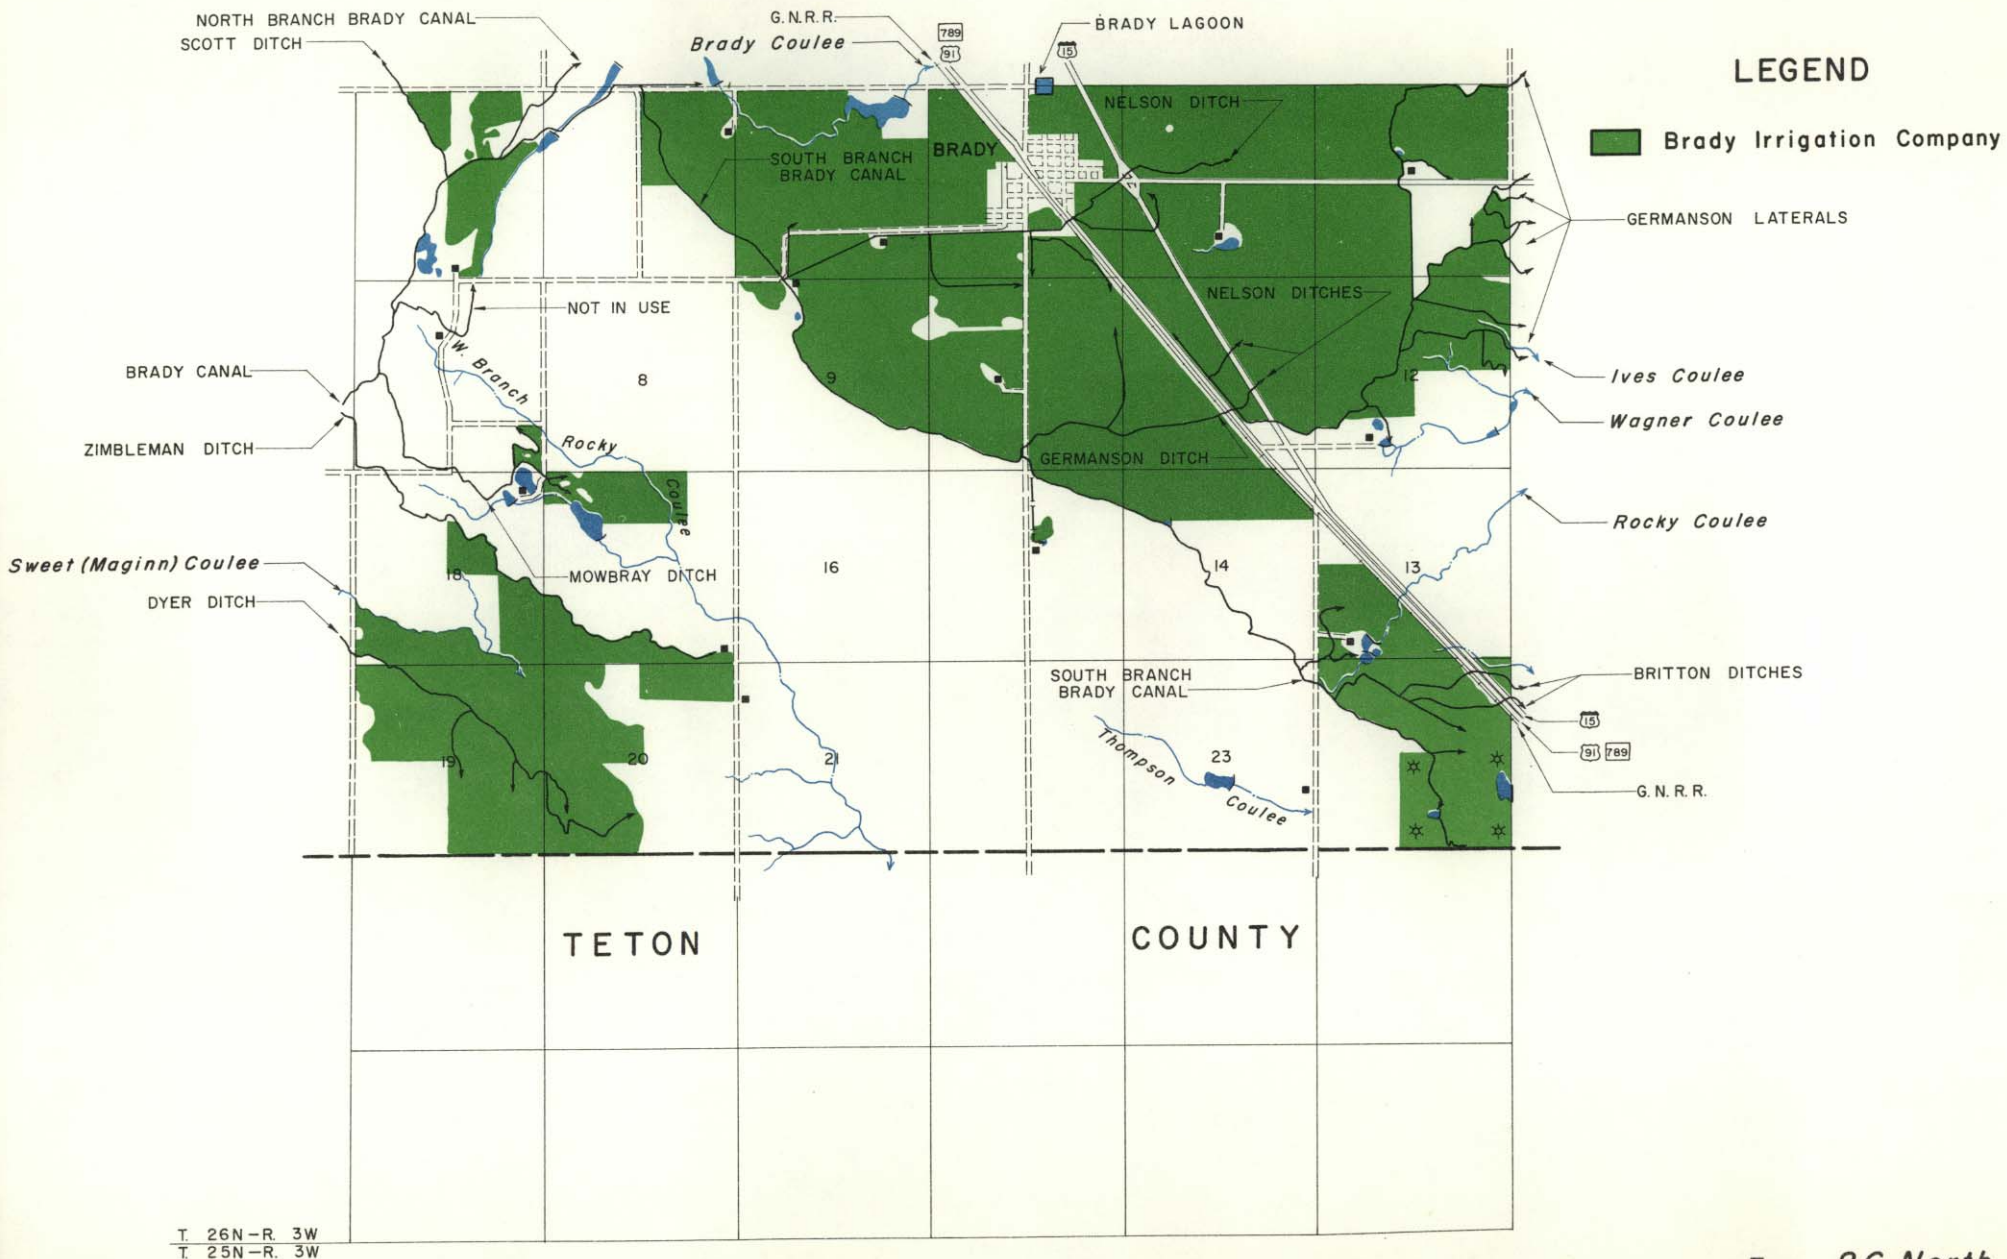 NORTH BRANCH BRADY CANAL
SCOTT DITCH
G.N.R.R.
Brady Coulee
789
91
15
BRADY LAGOON
LEGEND
Brady Irrigation Company
NELSON DITCH
SOUTH BRANCH
BRADY CANAL
BRADY
GERMANSON LATERALS
NOT IN USE
NELSON DITCHES
W. Branch
Rocky
Coulee
BRADY CANAL
ZIMBLEMAN DITCH
8
9
12
Ives Coulee
Wagner Coulee
GERMANSON DITCH
Rocky Coulee
Sweet (Maginn) Coulee
DYER DITCH
18
MOWBRAY DITCH
16
14
13
SOUTH BRANCH
BRADY CANAL
BRITTON DITCHES
15
91 789
G.N.R.R.
Thompson
Coulee
19
20
21
23
TETON COUNTY
T. 26N-R. 3W
T. 25N-R. 3W